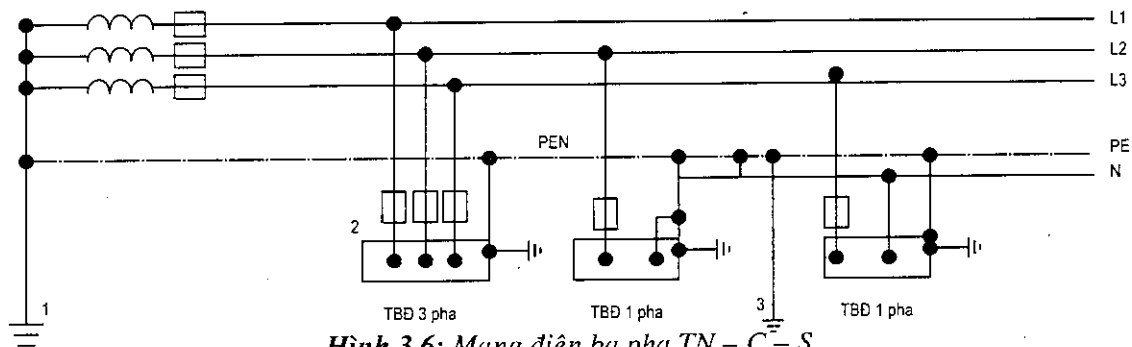 L1
L2
L3
PEN
PE
N
2
1
3
TBĐ 3 pha
TBĐ 1 pha
TBĐ 1 pha
Hình 3.6: Mạng điện ba pha TN – C – S